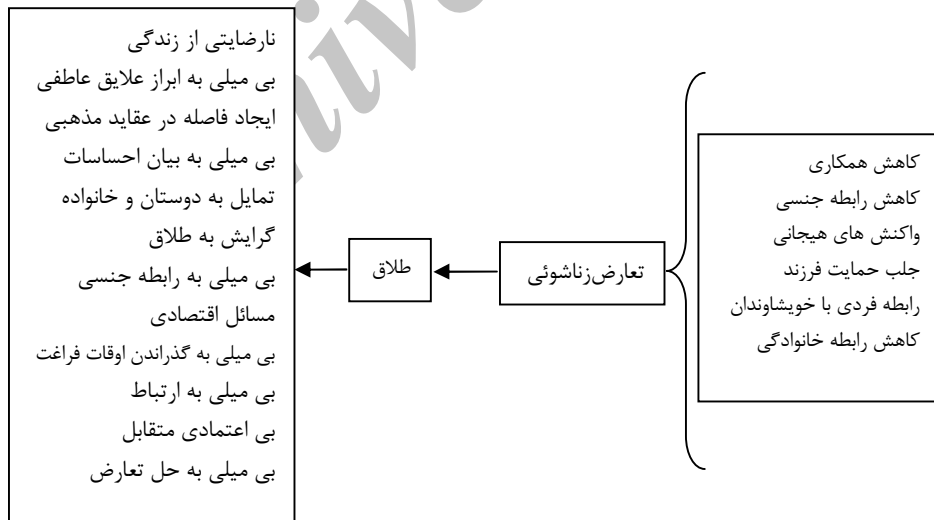 کاهش همکاری
کاهش رابطه جنسی
واکنش های هیجانی
جلب حمایت فرزند
رابطه فردی با خویشاوندان
کاهش رابطه خانوادگی
تعارض‌زناشوئی
طلاق
نارضایتی از زندگی
بی میلی به ابراز علایق عاطفی
ایجاد فاصله در عقاید مذهبی
بی میلی به بیان احساسات
تمایل به دوستان و خانواده
گرایش به طلاق
بی میلی به رابطه جنسی
مسائل اقتصادی
بی میلی به گذراندن اوقات فراغت
بی میلی به ارتباط
بی اعتمادی متقابل
بی میلی به حل تعارض